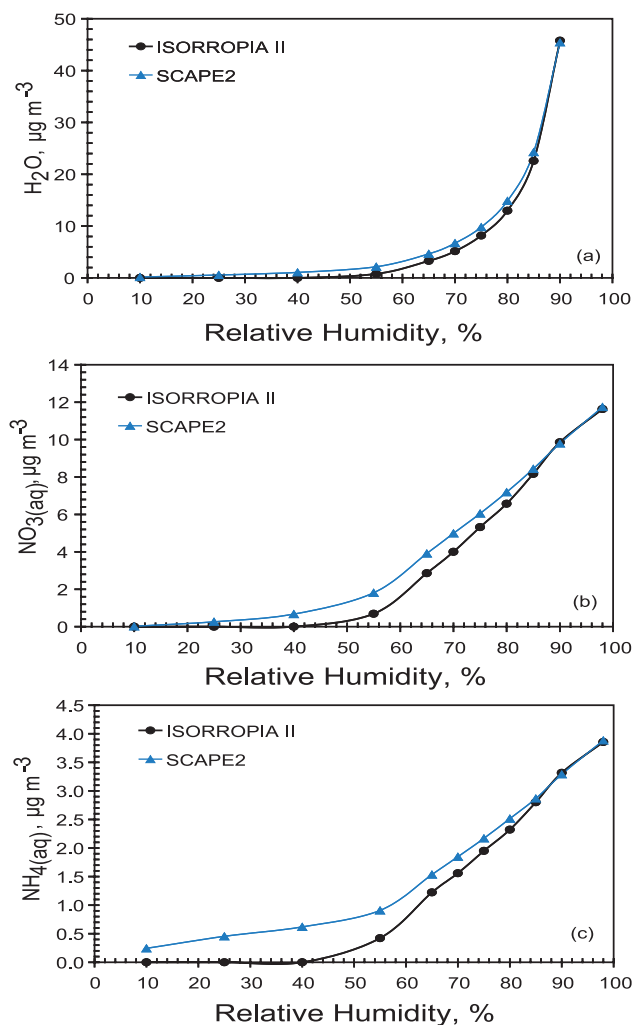 50
40
30
20
10
0
H2O, µg m-3
ISORROPIA II
SCAPE2
(a)
0 10 20 30 40 50 60 70 80 90 100
Relative Humidity, %
14
12
10
8
6
4
2
0
NO3(aq), µg m-3
ISORROPIA II
SCAPE2
(b)
0 10 20 30 40 50 60 70 80 90 100
Relative Humidity, %
4.5
4.0
3.5
3.0
2.5
2.0
1.5
1.0
0.5
0.0
NH4(aq), µg m-3
ISORROPIA II
SCAPE2
(c)
0 10 20 30 40 50 60 70 80 90 100
Relative Humidity, %